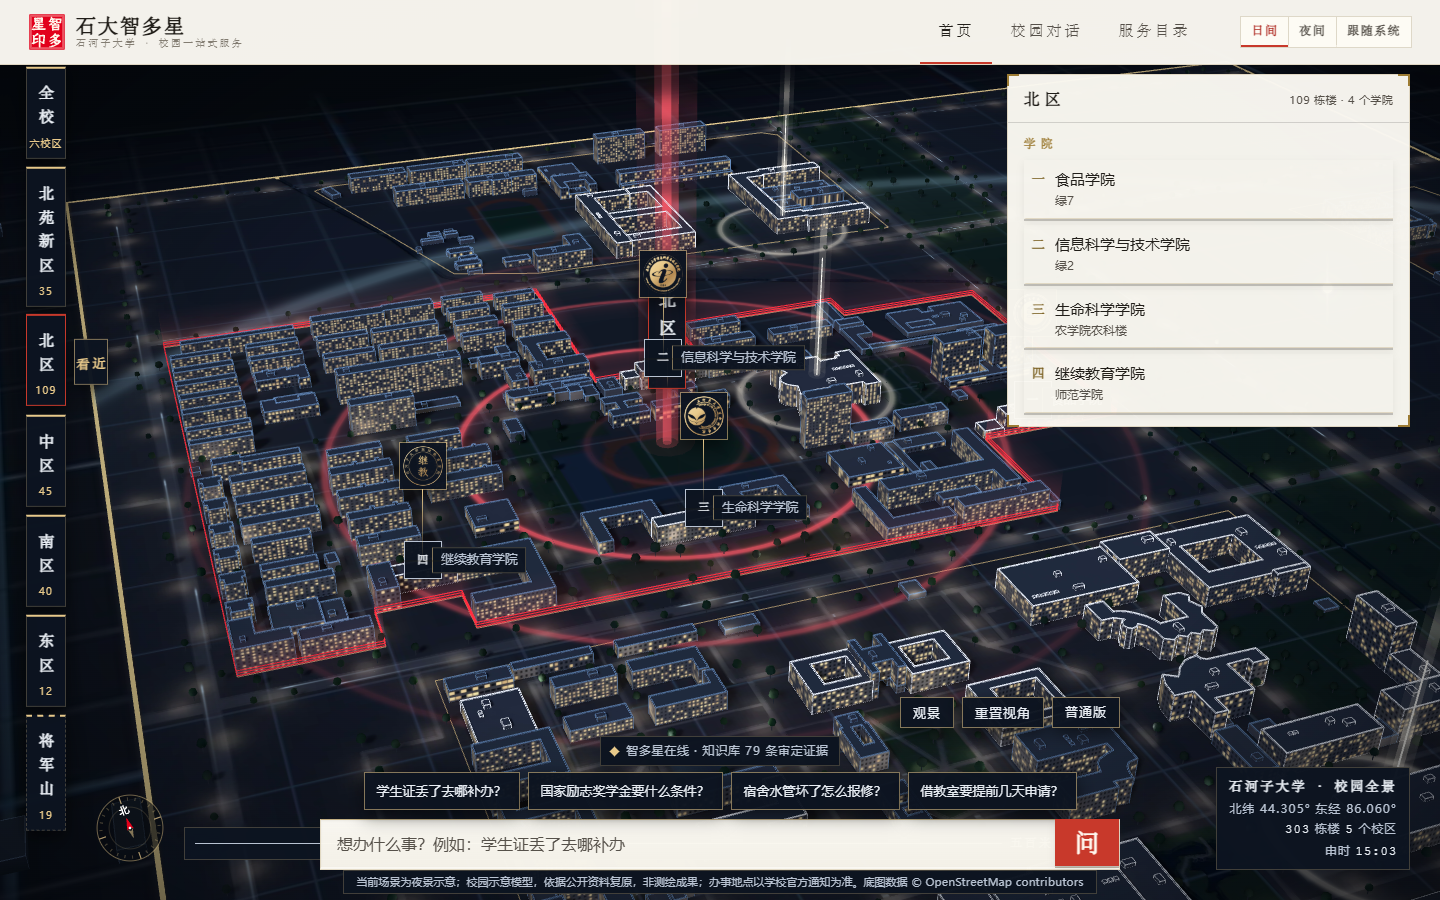 智多
星印
石大智多星
石河子大学 · 校园一站式服务
首页
校园对话
服务目录
日间
夜间
跟随系统
全校
六校区
北苑新区
35
北区
109
看近
中区
45
南区
40
东区
12
将军山
19
北
北区
109 栋楼 · 4 个学院
学院
一 食品学院
绿7
二 信息科学与技术学院
绿2
三 生命科学学院
农学院农科楼
四 继续教育学院
师范学院
北区
二 信息科学与技术学院
三 生命科学学院
继教
四 继续教育学院
观景
重置视角
普通版
智多星在线 · 知识库 79 条审定证据
学生证丢了去哪补办？
国家励志奖学金要什么条件？
宿舍水管坏了怎么报修？
借教室要提前几天申请？
想办什么事？例如：学生证丢了去哪补办
问
当前场景为夜景示意；校园示意模型，依据公开资料复原，非测绘成果；办事地点以学校官方通知为准。底图数据 © OpenStreetMap contributors
石河子大学 · 校园全景
北纬 44.305° 东经 86.060°
303 栋楼 5 个校区
申时 15:03